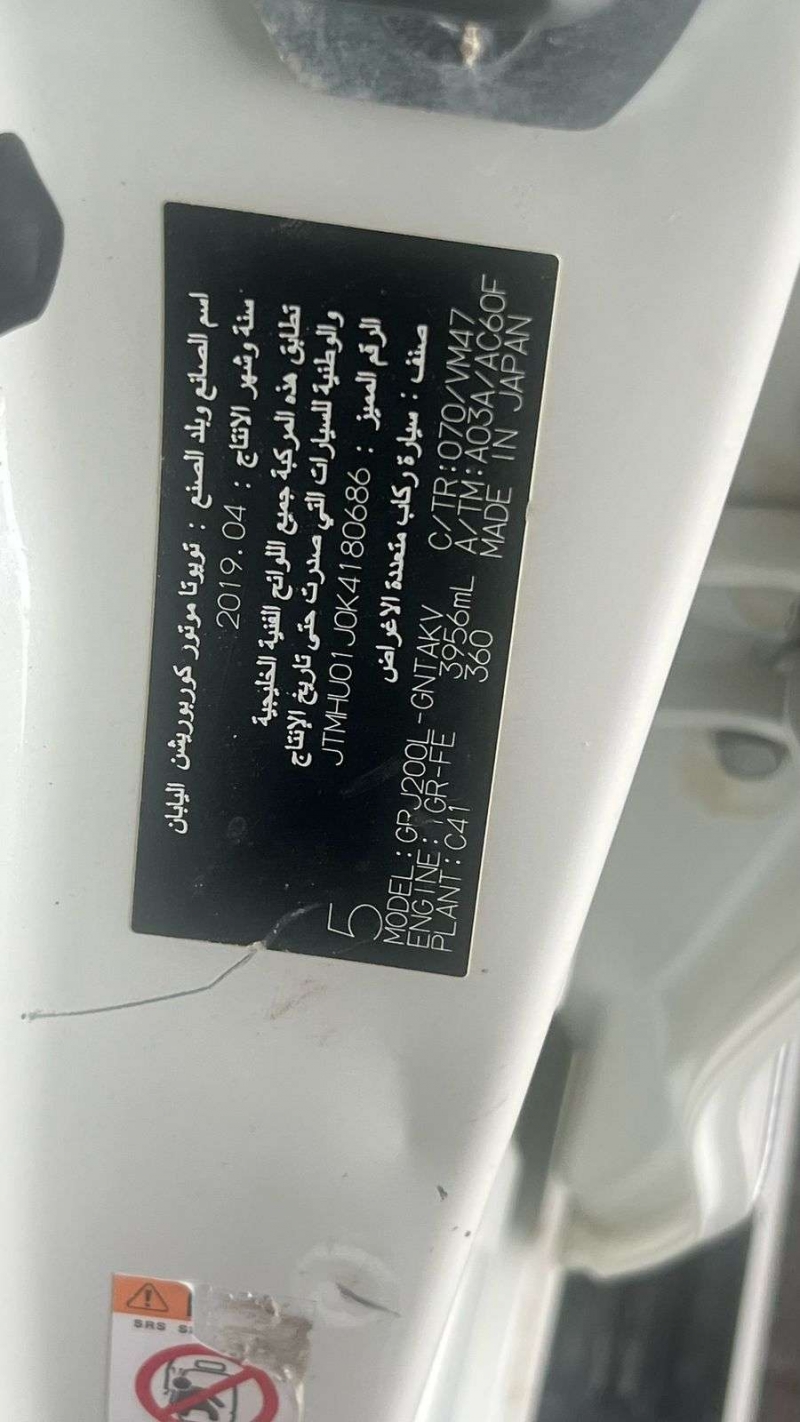 اسم الصانع وبلد الصنع : تويوتا موتور كوربوريشن اليابان
سنة وشهر الانتاج : 2019.04
تطابق هذه المركبة جميع اللوائح الفنية الخليجية
والوطنية للسيارات التي صدرت حتى تاريخ الإنتاج
الرقم المميز : JTMHU01J0K4180686
صنف : سيارة ركاب متعددة الاغراض
5
MODEL:GRJ200L-GNTAKV C/TR:070/VM47
ENGINE:1GR-FE 3956mL A/TM:A03A/AC60F
PLANT:C41 360 MADE IN JAPAN
SRS